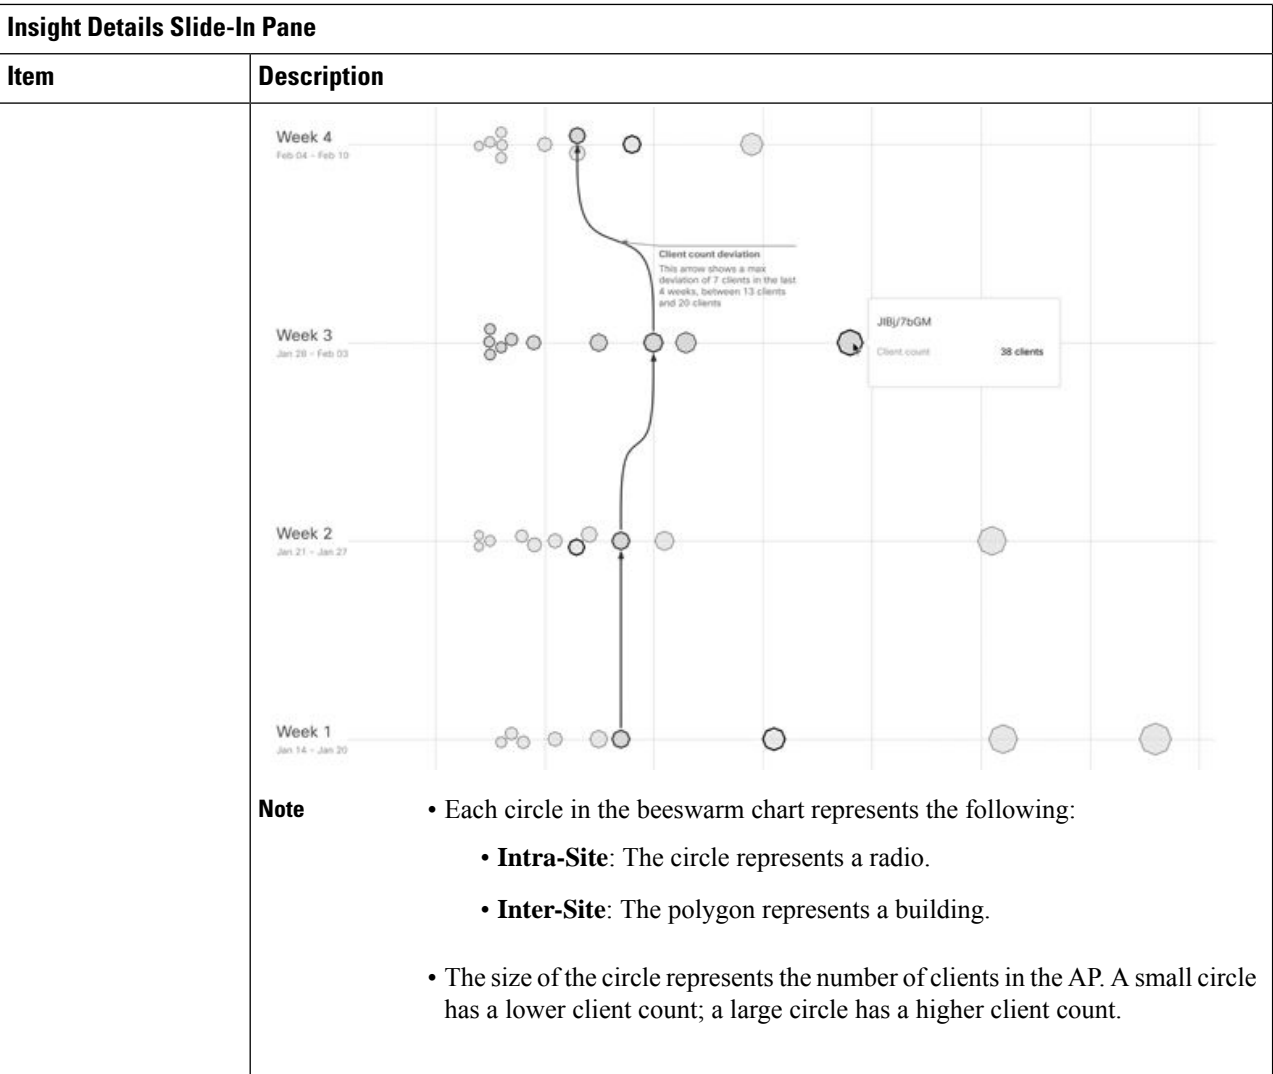 Insight Details Slide-In Pane
Item Description
Week 4
Feb 04 – Feb 10
Client count deviation
This arrow shows a max
deviation of 7 clients in the last
4 weeks, between 13 clients
and 20 clients
Week 3
Jan 28 – Feb 03
JIBj/7bGM
Client count 38 clients
Week 2
Jan 21 – Jan 27
Week 1
Jan 14 – Jan 20
Note • Each circle in the beeswarm chart represents the following:
• Intra-Site: The circle represents a radio.
• Inter-Site: The polygon represents a building.
• The size of the circle represents the number of clients in the AP. A small circle
has a lower client count; a large circle has a higher client count.